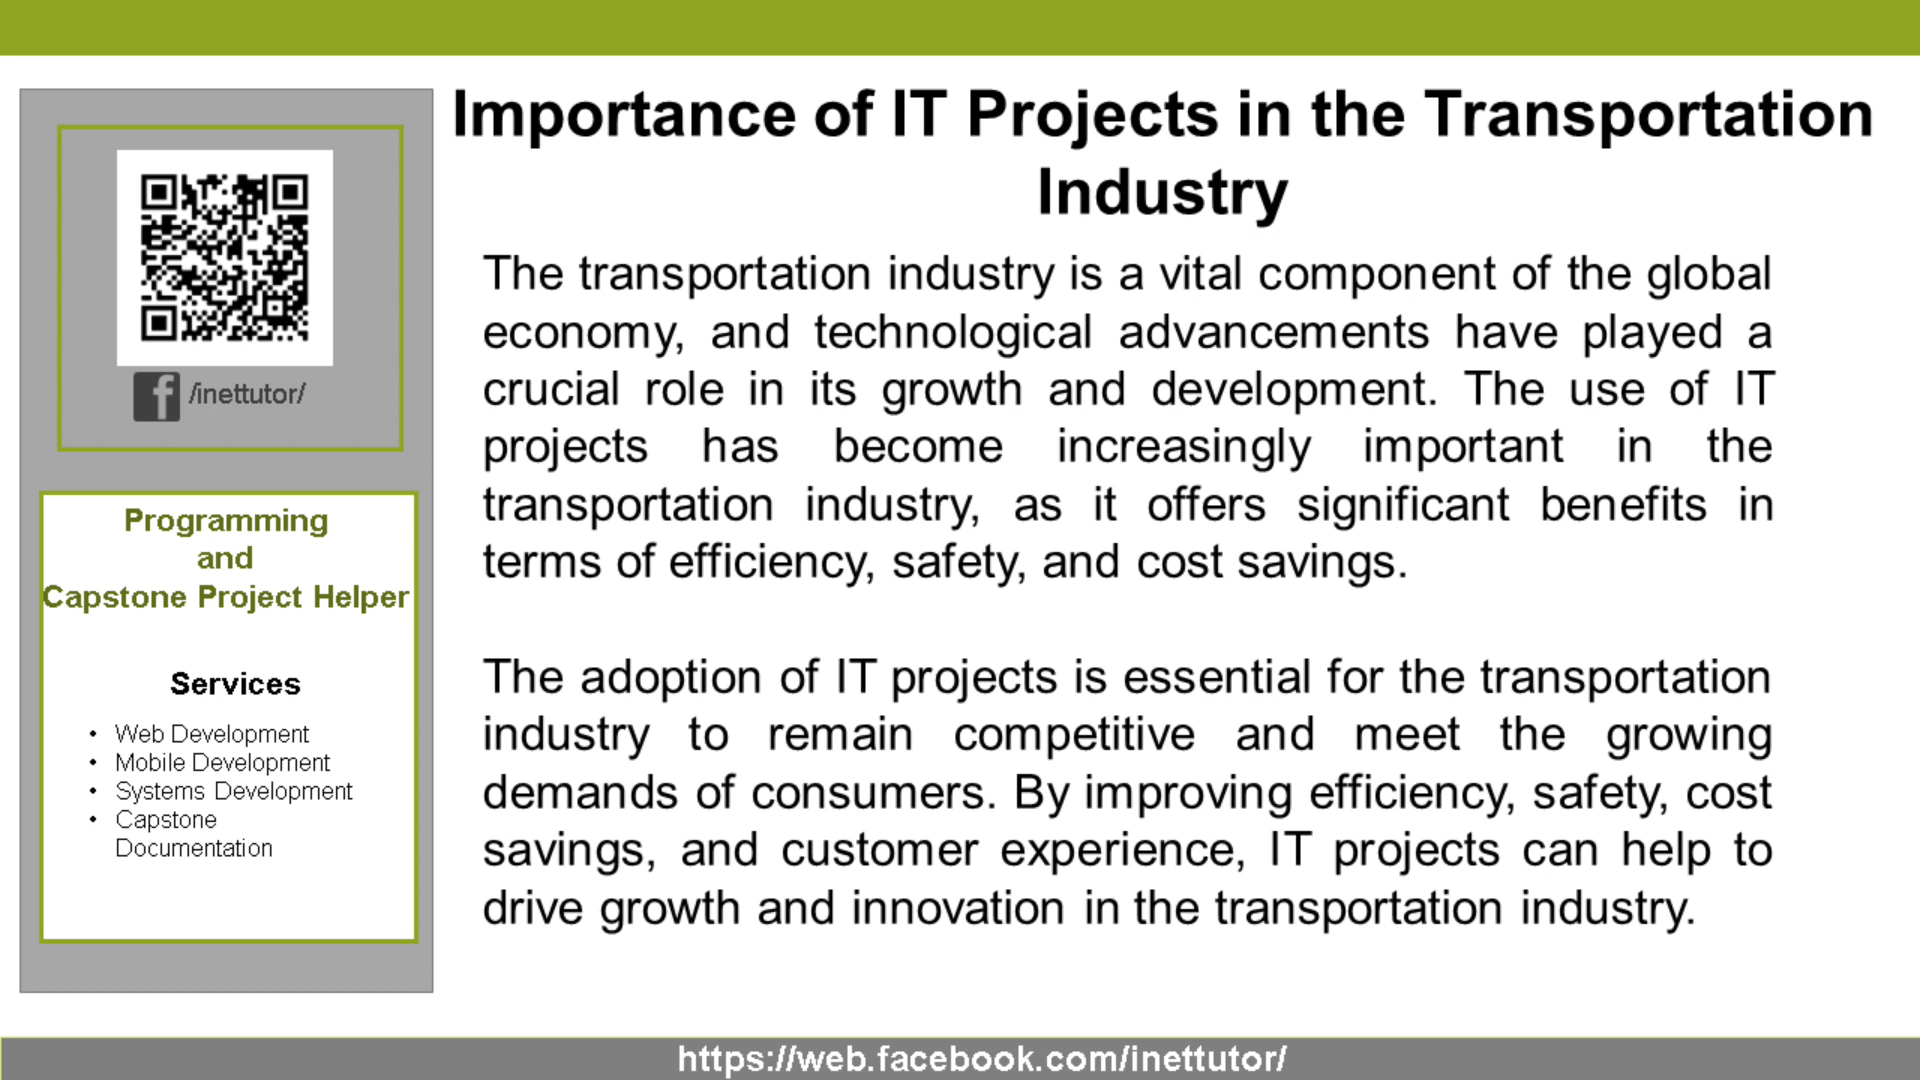 Importance of IT Projects in the Transportation
Industry
/inettutor/
Programming
and
Capstone Project Helper
Services
• Web Development
• Mobile Development
• Systems Development
• Capstone
Documentation
The transportation industry is a vital component of the global
economy, and technological advancements have played a
crucial role in its growth and development. The use of IT
projects has become increasingly important in the
transportation industry, as it offers significant benefits in
terms of efficiency, safety, and cost savings.
The adoption of IT projects is essential for the transportation
industry to remain competitive and meet the growing
demands of consumers. By improving efficiency, safety, cost
savings, and customer experience, IT projects can help to
drive growth and innovation in the transportation industry.
https://web.facebook.com/inettutor/